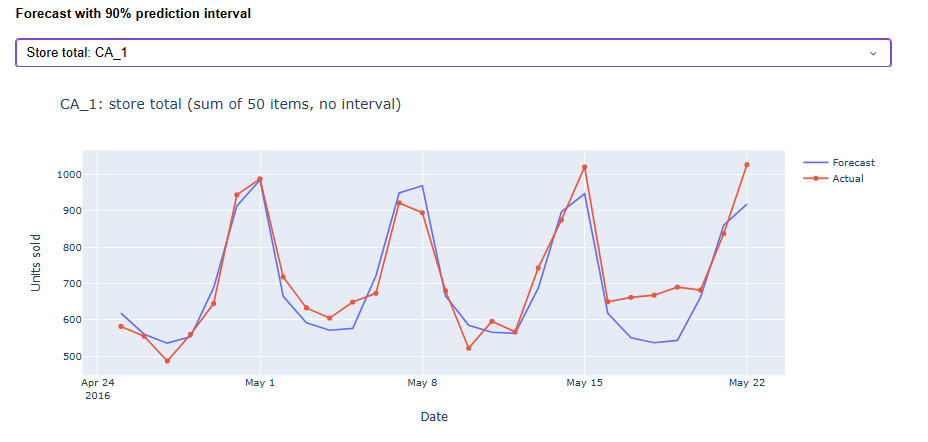 Forecast with 90% prediction interval
Store total: CA_1
CA_1: store total (sum of 50 items, no interval)
Forecast
Actual
Units sold
1000
900
800
700
600
500
Apr 24
2016
May 1
May 8
May 15
May 22
Date